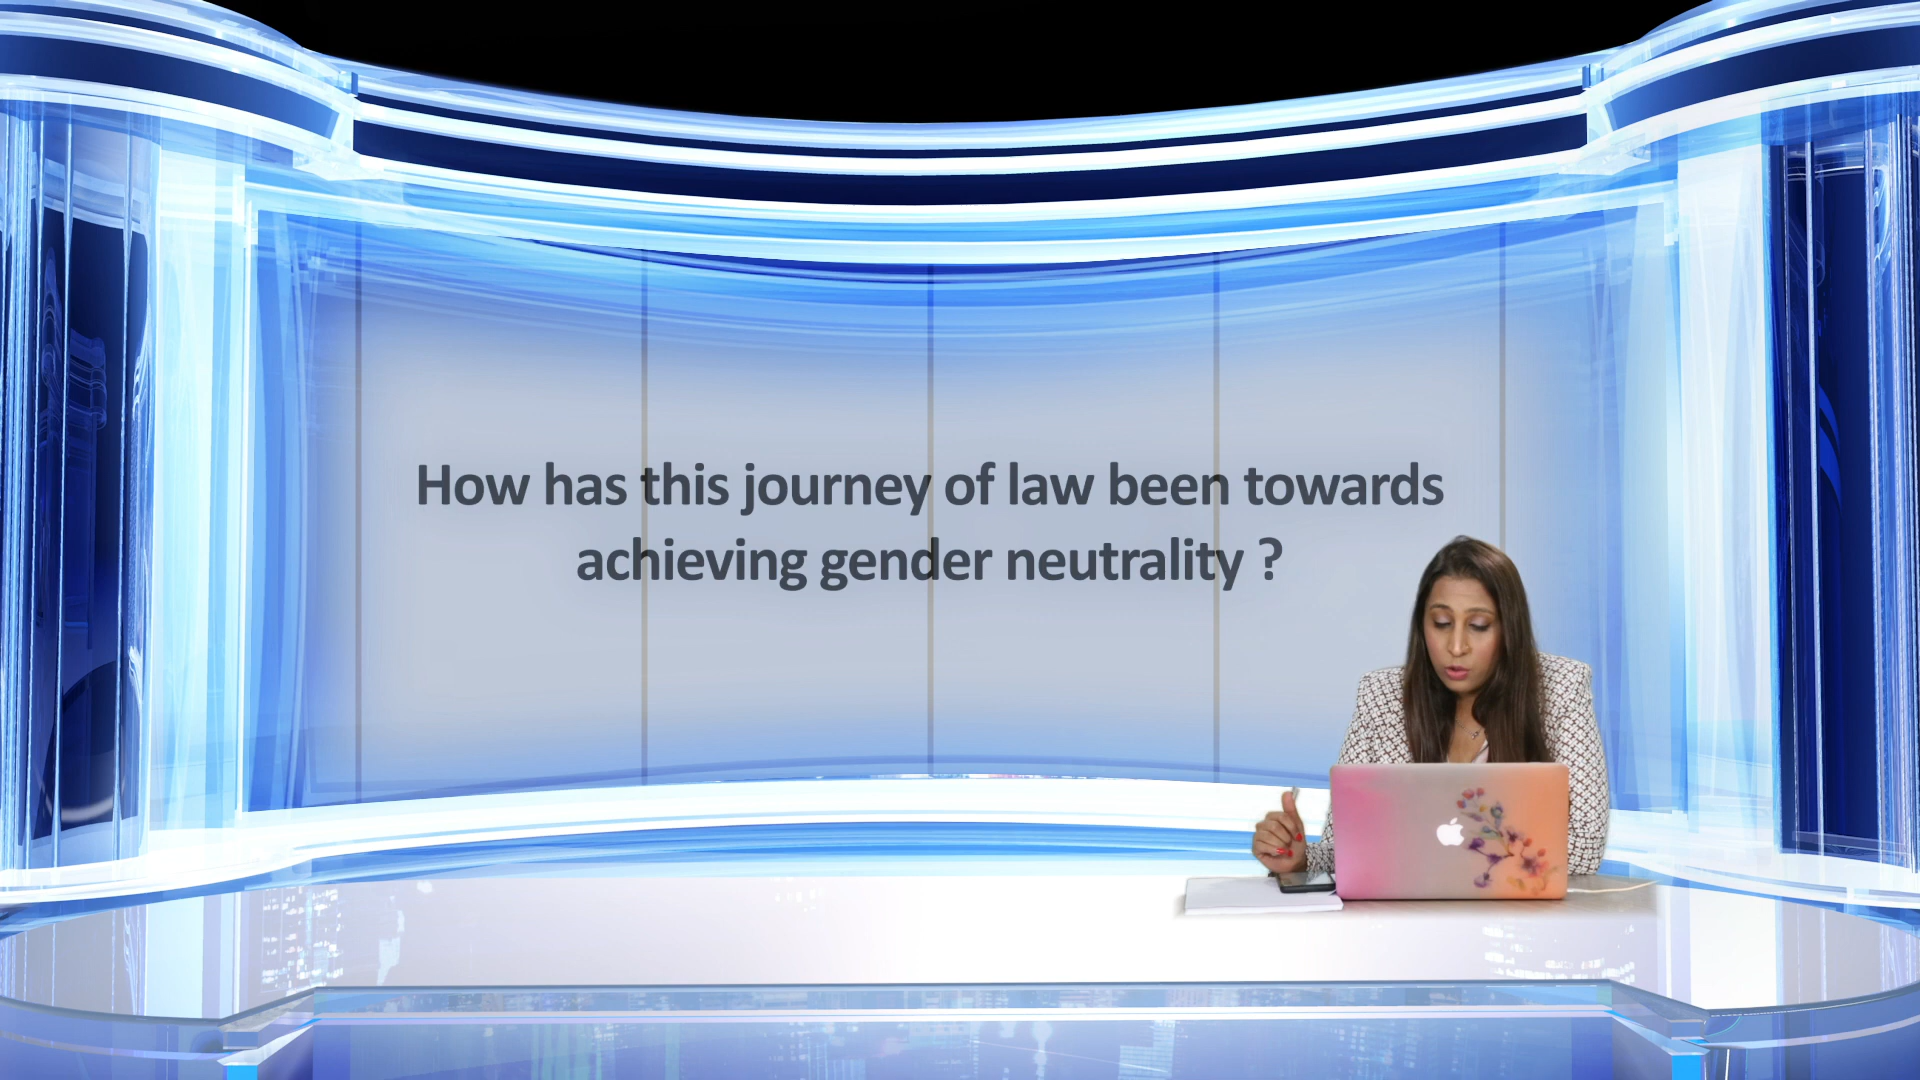 How has this journey of law been towards
achieving gender neutrality ?